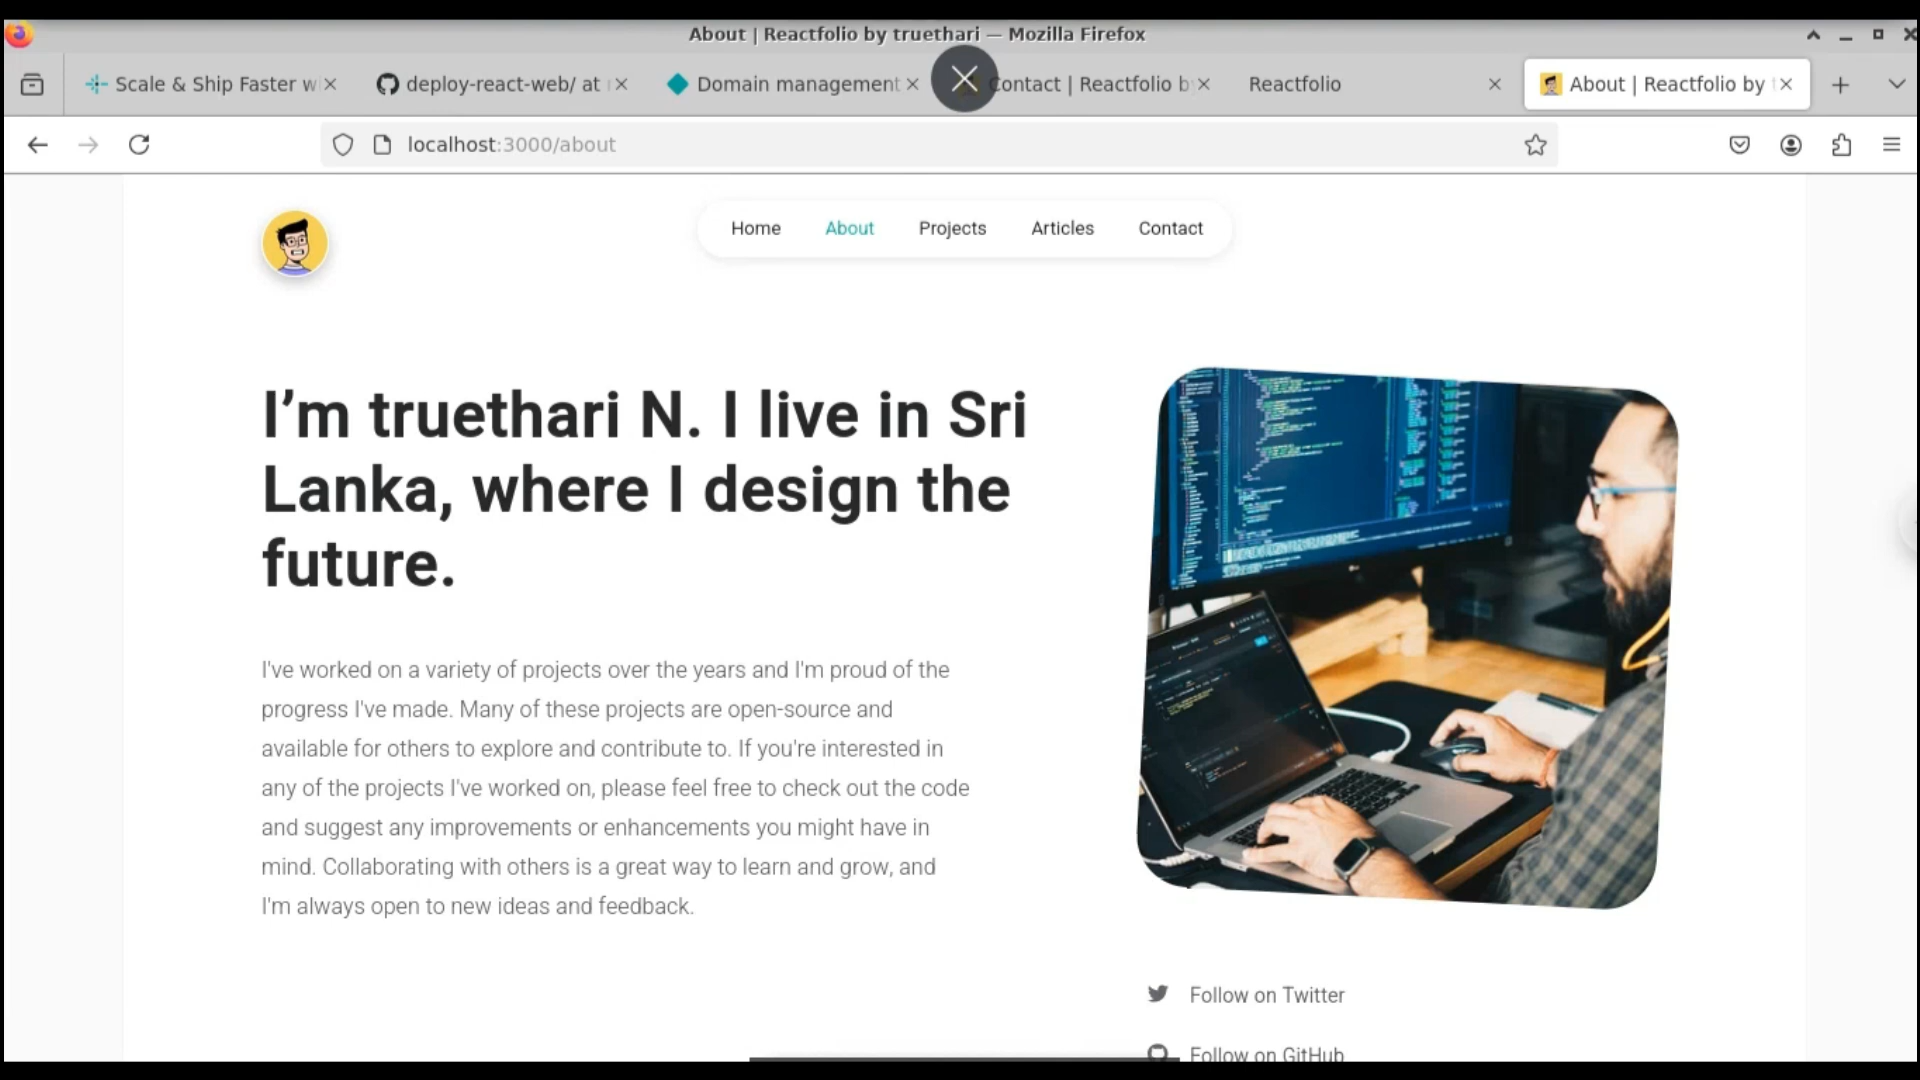 About | Reactfolio by truethari — Mozilla Firefox
Scale & Ship Faster w
deploy-react-web/ at
Domain management
Contact | Reactfolio b
Reactfolio
About | Reactfolio by
localhost:3000/about
Home
About
Projects
Articles
Contact
I’m truethari N. I live in Sri
Lanka, where I design the
future.
I've worked on a variety of projects over the years and I'm proud of the
progress I've made. Many of these projects are open-source and
available for others to explore and contribute to. If you're interested in
any of the projects I've worked on, please feel free to check out the code
and suggest any improvements or enhancements you might have in
mind. Collaborating with others is a great way to learn and grow, and
I'm always open to new ideas and feedback.
Follow on Twitter
Follow on GitHub